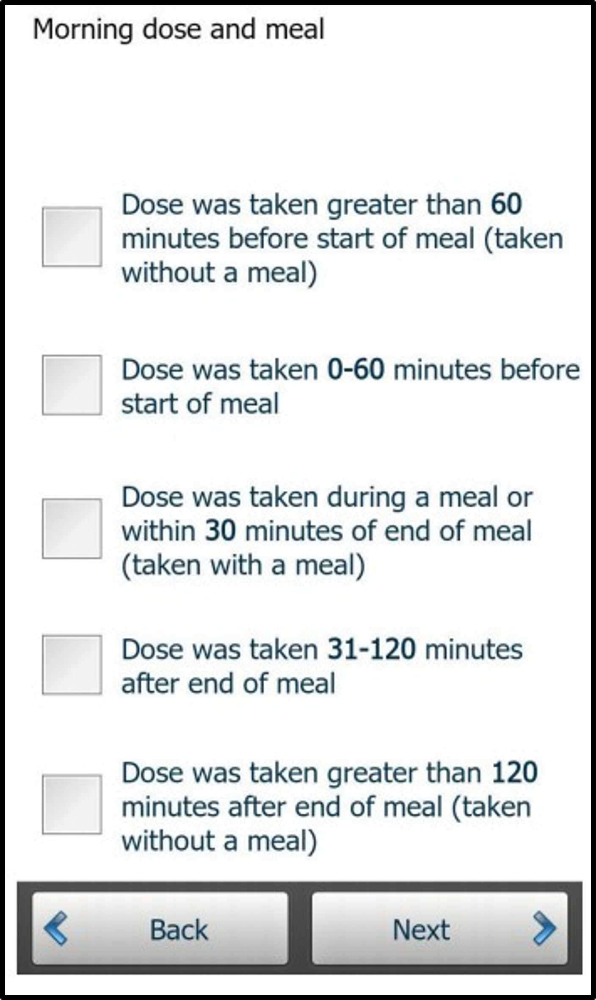 Morning dose and meal
Dose was taken greater than 60
minutes before start of meal (taken
without a meal)
Dose was taken 0-60 minutes before
start of meal
Dose was taken during a meal or
within 30 minutes of end of meal
(taken with a meal)
Dose was taken 31-120 minutes
after end of meal
Dose was taken greater than 120
minutes after end of meal (taken
without a meal)
Back
Next